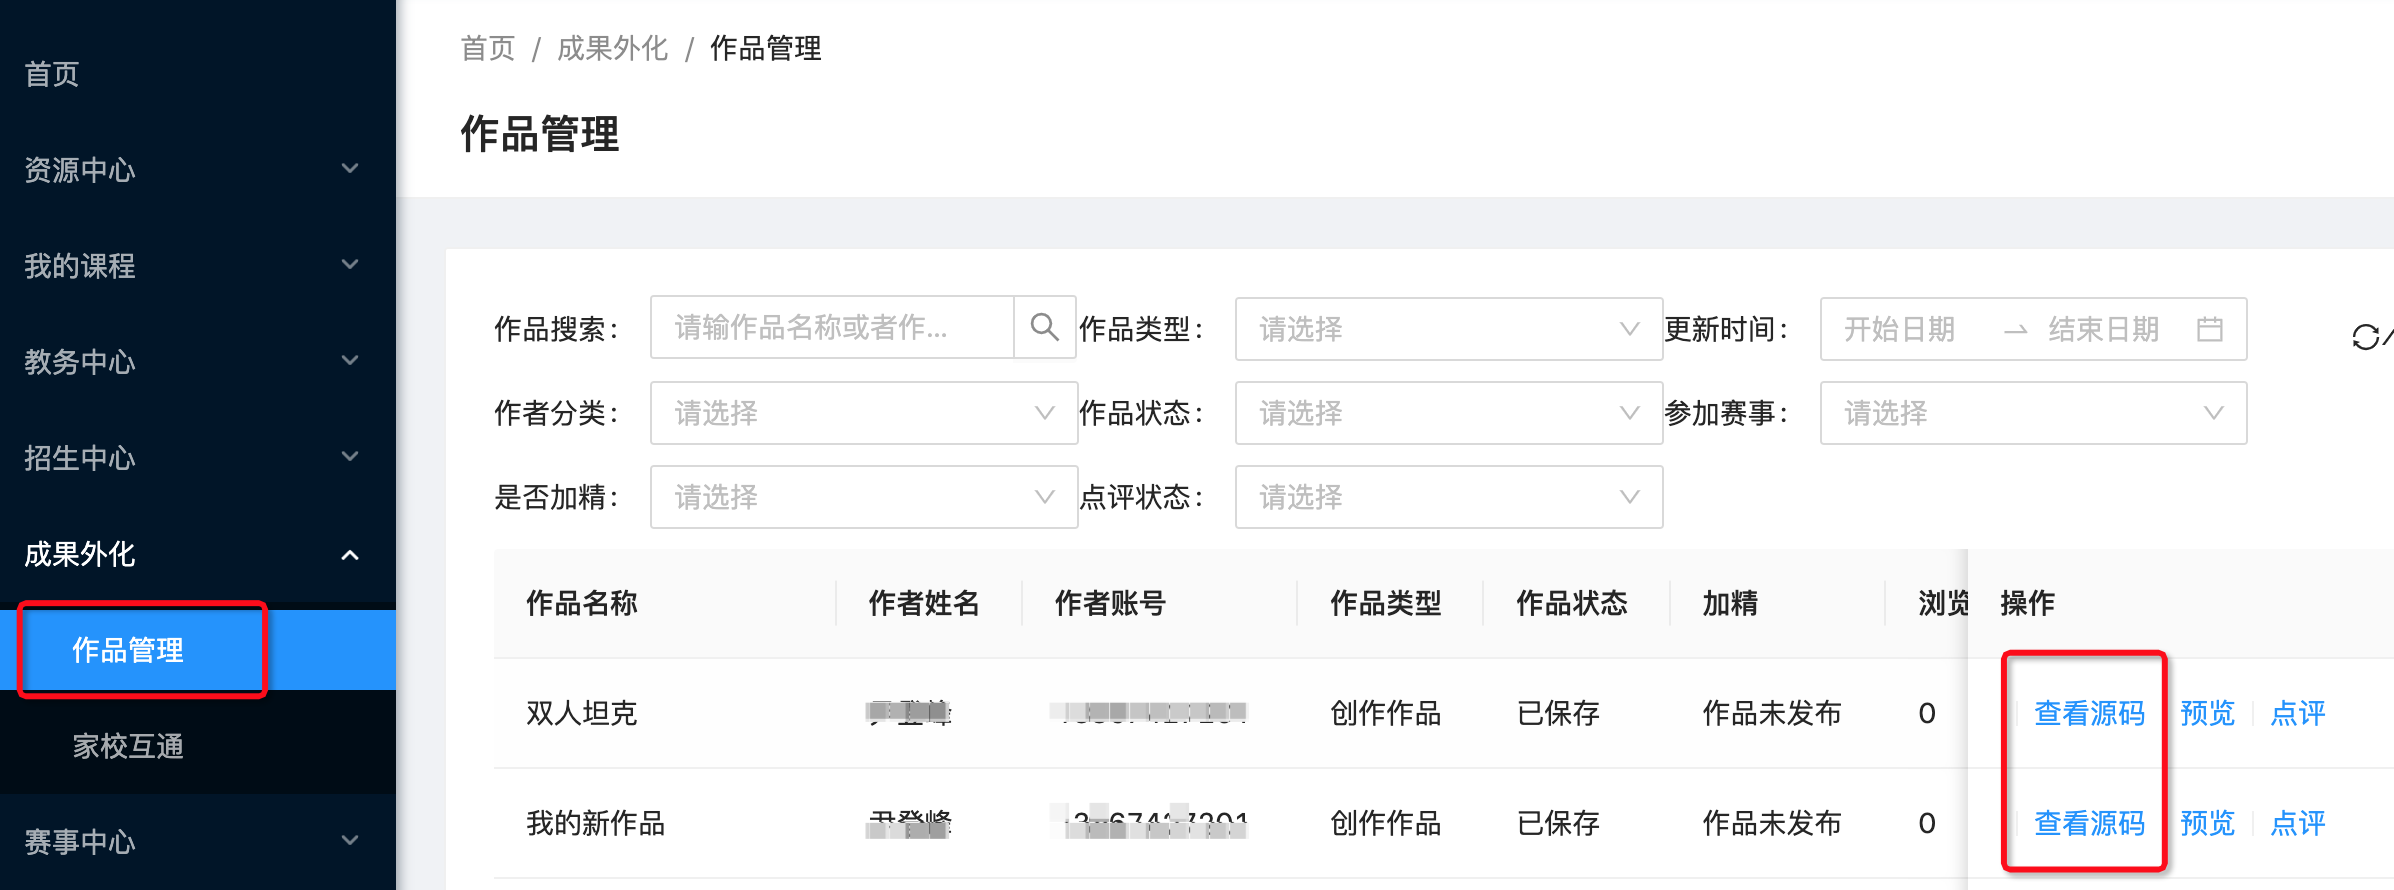 首页
资源中心
我的课程
教务中心
招生中心
成果外化
作品管理
家校互通
赛事中心
首页 / 成果外化 / 作品管理
作品管理
作品搜索： 请输作品名称或者作... 作品类型： 请选择 更新时间： 开始日期 → 结束日期
作者分类： 请选择 作品状态： 请选择 参加赛事： 请选择
是否加精： 请选择 点评状态： 请选择
作品名称 作者姓名 作者账号 作品类型 作品状态 加精 浏览 操作
双人坦克 创作作品 已保存 作品未发布 0 查看源码 预览 点评
我的新作品 创作作品 已保存 作品未发布 0 查看源码 预览 点评